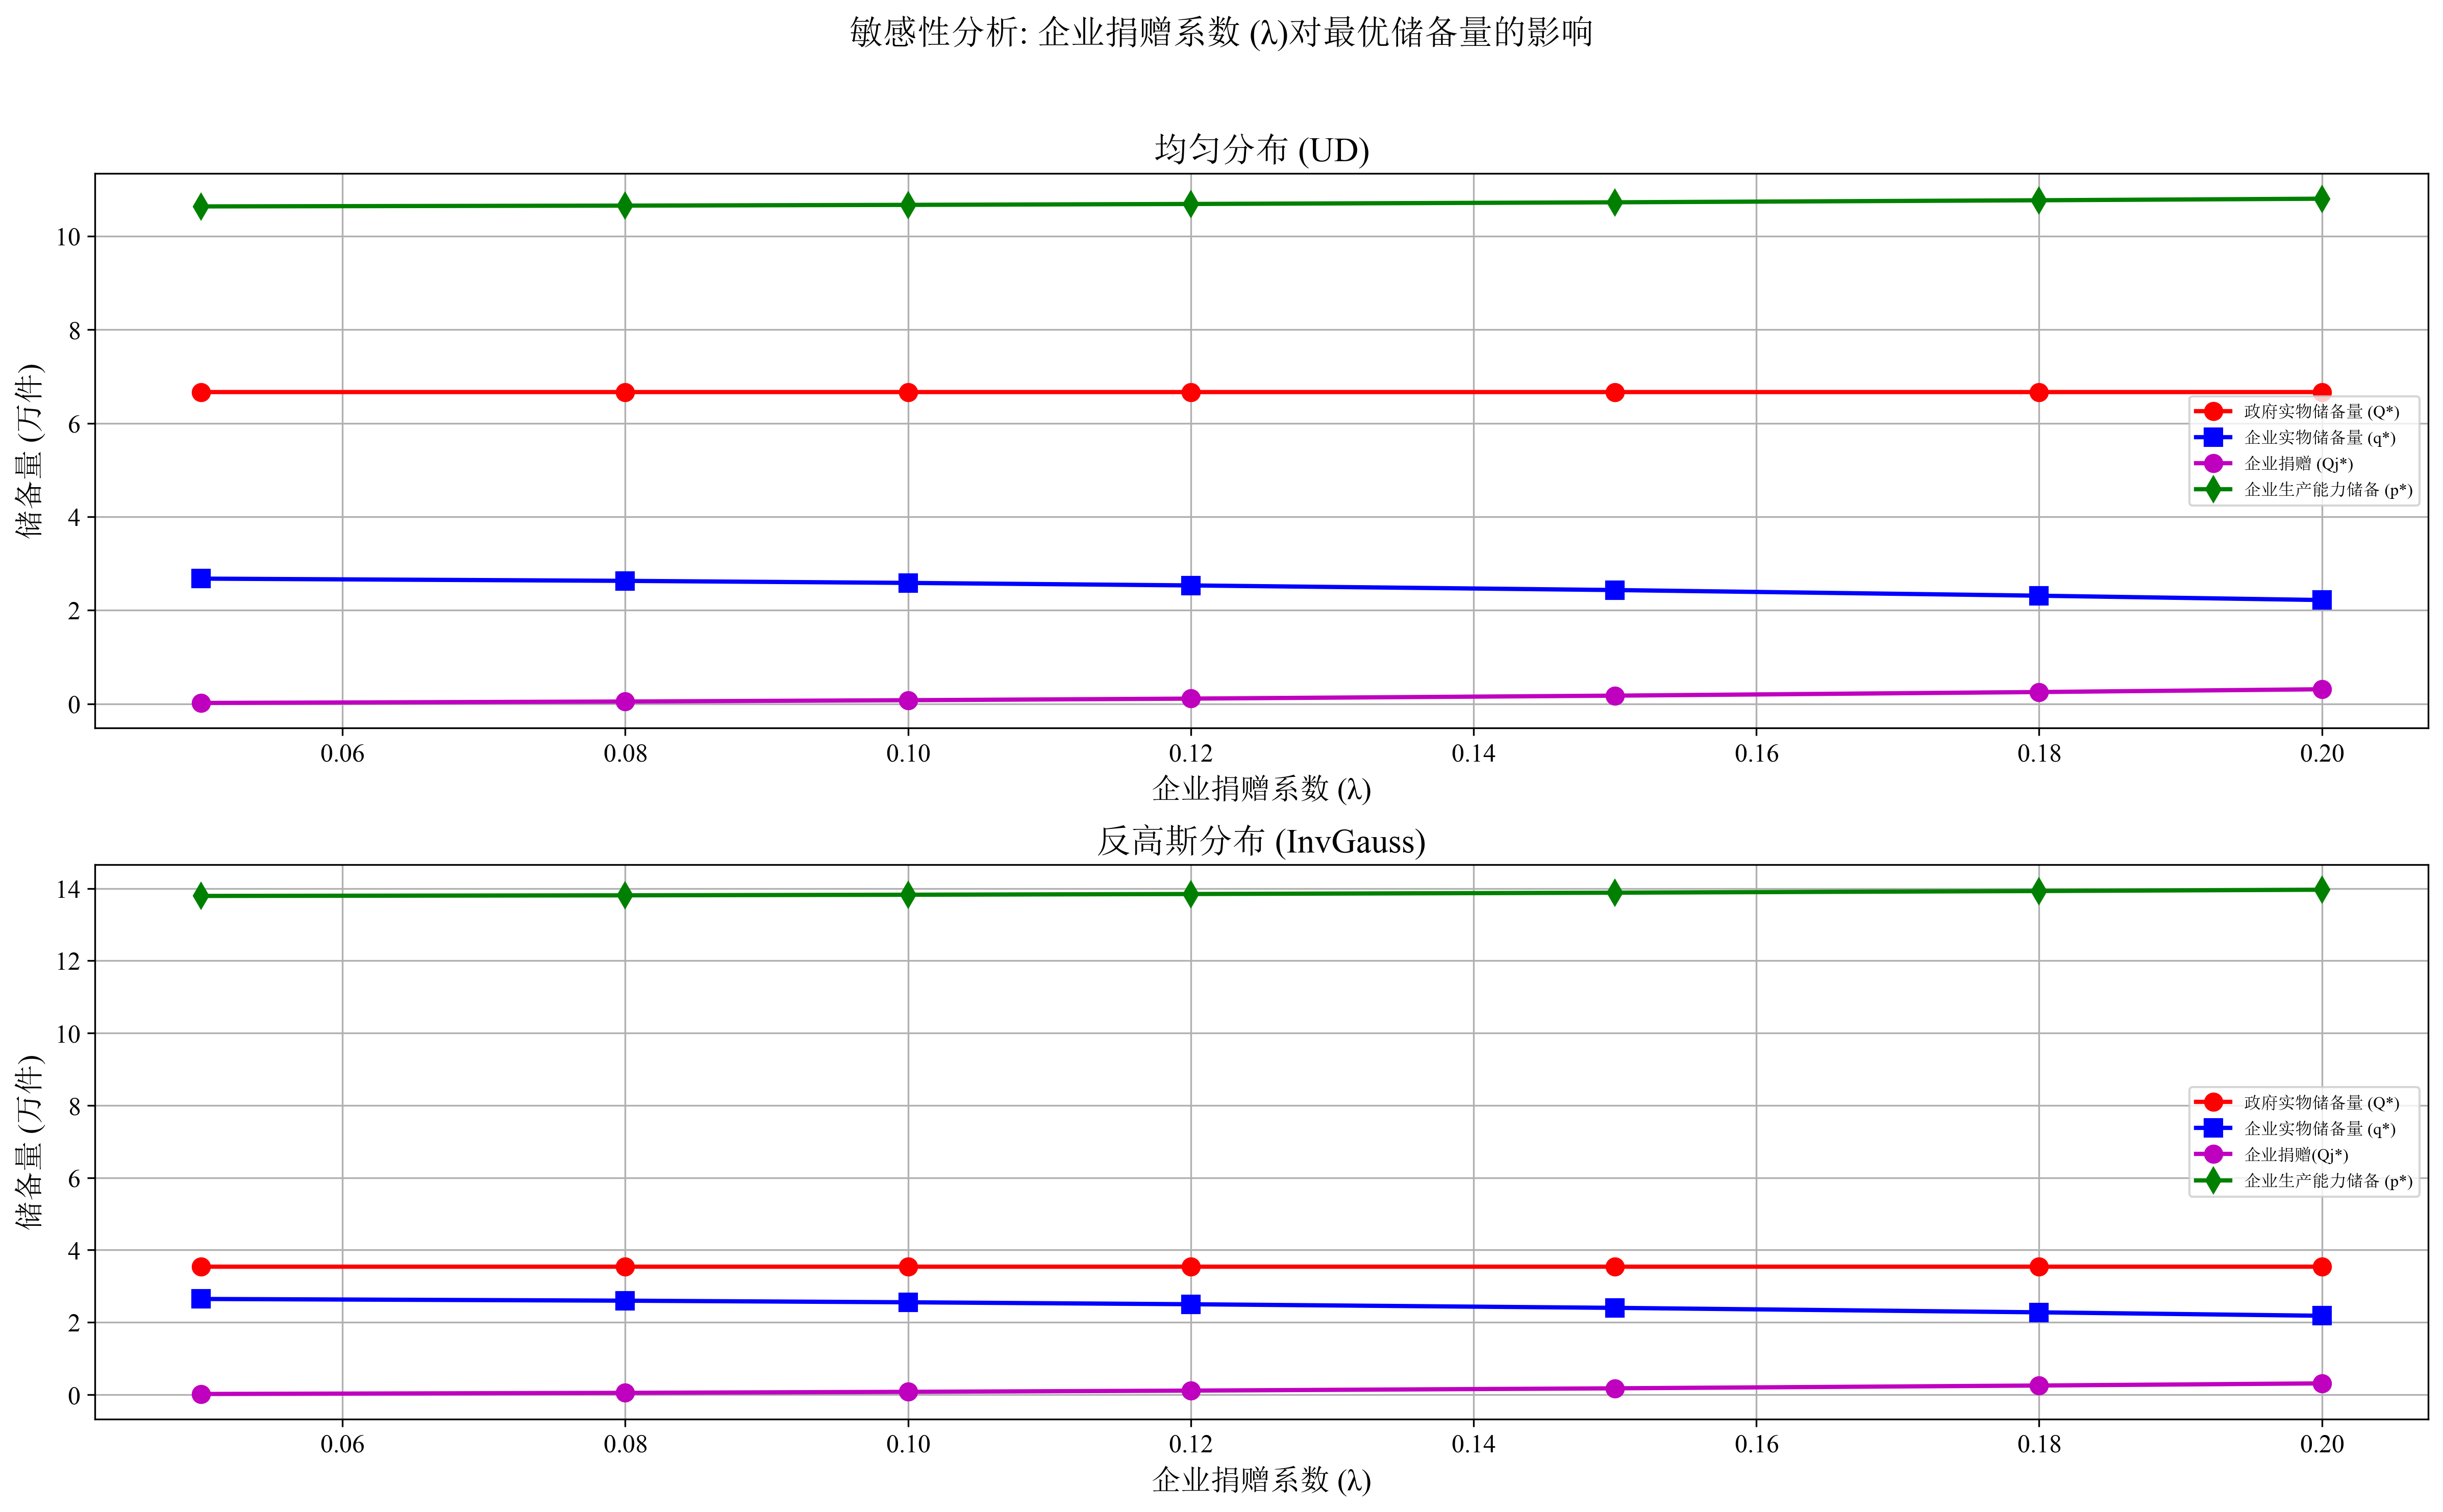 敏感性分析: 企业捐赠系数 (λ)对最优储备量的影响
均匀分布 (UD)
储备量 (万件)
10
8
6
4
2
0
政府实物储备量 (Q*)
企业实物储备量 (q*)
企业捐赠 (Qj*)
企业生产能力储备 (p*)
0.06 0.08 0.10 0.12 0.14 0.16 0.18 0.20
企业捐赠系数 (λ)
反高斯分布 (InvGauss)
储备量 (万件)
14
12
10
8
6
4
2
0
政府实物储备量 (Q*)
企业实物储备量 (q*)
企业捐赠(Qj*)
企业生产能力储备 (p*)
0.06 0.08 0.10 0.12 0.14 0.16 0.18 0.20
企业捐赠系数 (λ)